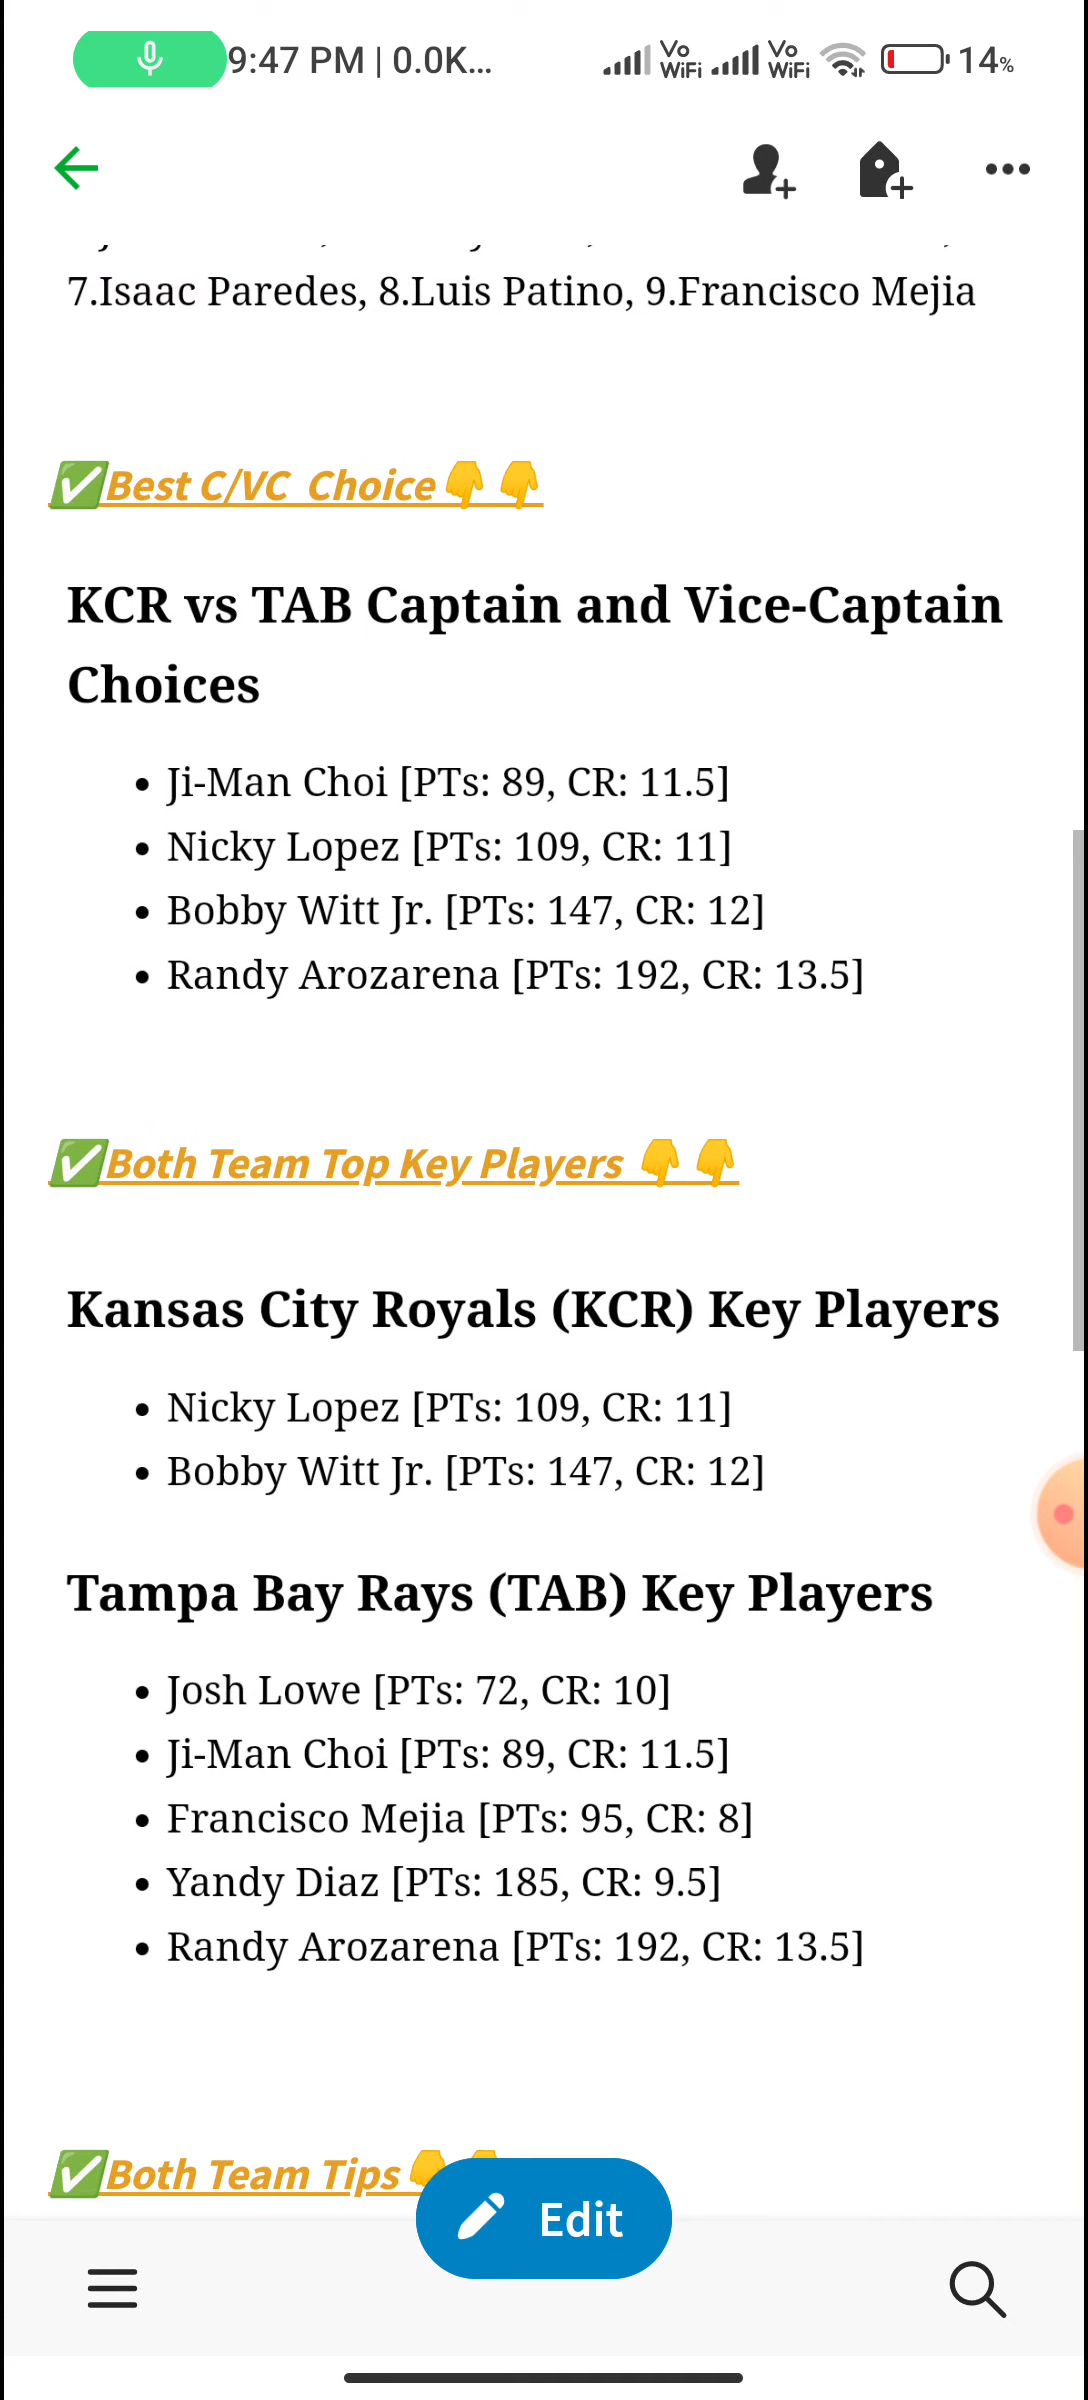 9:47 PM | 0.0K...
Vo WiFi Vo WiFi 14%
7.Isaac Paredes, 8.Luis Patino, 9.Francisco Mejia
✅Best C/VC  Choice👇👇
KCR vs TAB Captain and Vice-Captain
Choices
• Ji-Man Choi [PTs: 89, CR: 11.5]
• Nicky Lopez [PTs: 109, CR: 11]
• Bobby Witt Jr. [PTs: 147, CR: 12]
• Randy Arozarena [PTs: 192, CR: 13.5]
✅Both Team Top Key Players 👇👇
Kansas City Royals (KCR) Key Players
• Nicky Lopez [PTs: 109, CR: 11]
• Bobby Witt Jr. [PTs: 147, CR: 12]
Tampa Bay Rays (TAB) Key Players
• Josh Lowe [PTs: 72, CR: 10]
• Ji-Man Choi [PTs: 89, CR: 11.5]
• Francisco Mejia [PTs: 95, CR: 8]
• Yandy Diaz [PTs: 185, CR: 9.5]
• Randy Arozarena [PTs: 192, CR: 13.5]
✅Both Team Tips👇👇
Edit